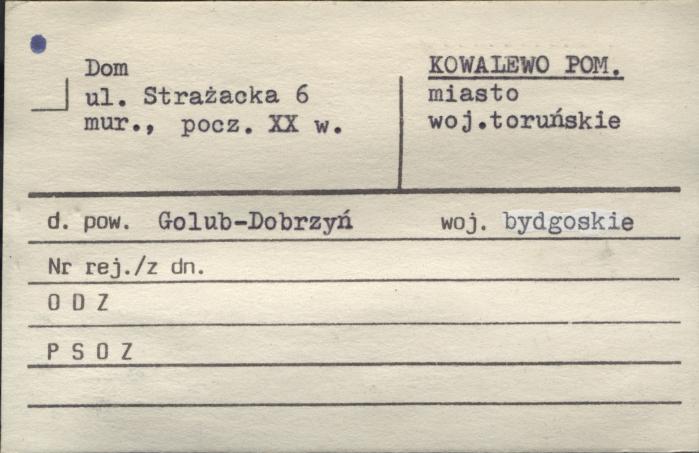 Dom
ul. Strażacka 6
mur., pocz. XX w.
KOWALEWO POM.
miasto
woj.toruńskie
d. pow. Golub-Dobrzyń woj. bydgoskie
Nr rej./z dn.
O D Z
P S O Z